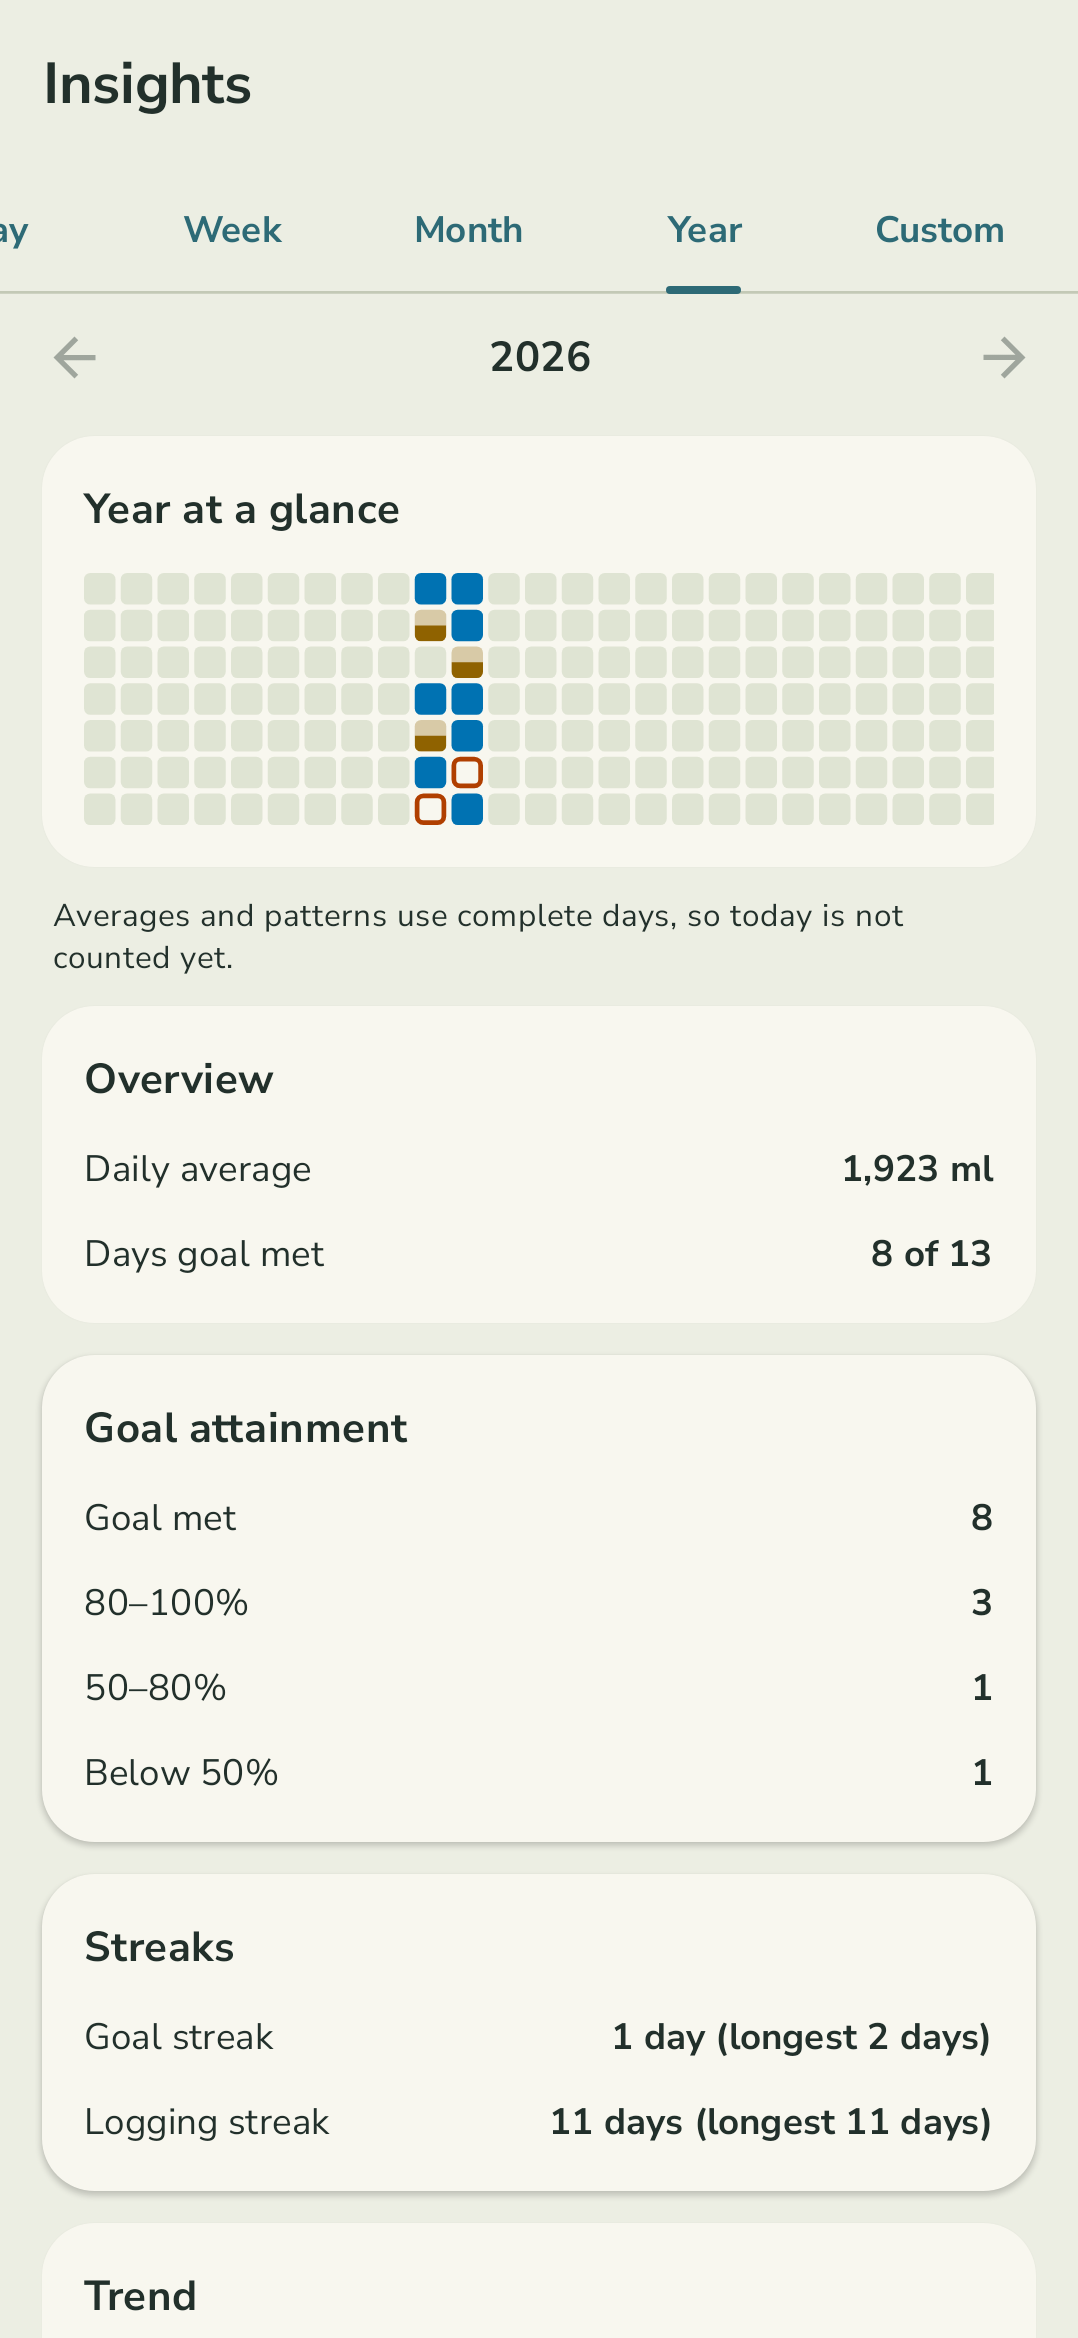 Insights
ay Week Month Year Custom
2026
Year at a glance
Averages and patterns use complete days, so today is not
counted yet.
Overview
Daily average 1,923 ml
Days goal met 8 of 13
Goal attainment
Goal met 8
80–100% 3
50–80% 1
Below 50% 1
Streaks
Goal streak 1 day (longest 2 days)
Logging streak 11 days (longest 11 days)
Trend